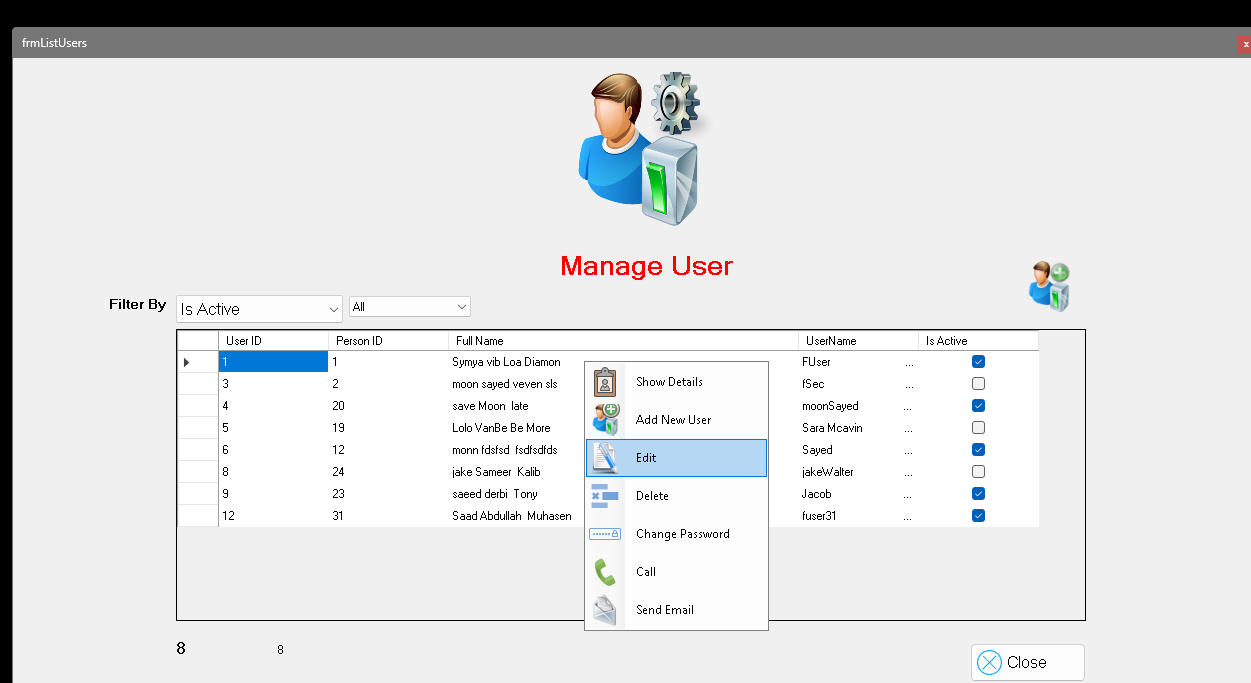 frmListUsers
x
Manage User
Filter By Is Active All
User ID Person ID Full Name UserName Is Active
1 1 Symya vib Loa Diamon FUser ...
3 2 moon sayed veven sls fSec ...
4 20 save Moon late moonSayed ...
5 19 Lolo VanBe Be More Sara Mcavin ...
6 12 monn fdsfsd fsdfsdfds Sayed ...
8 24 jake Sameer Kalib jakeWalter ...
9 23 saeed derbi Tony Jacob ...
12 31 Saad Abdullah Muhasen fuser31 ...
Show Details
Add New User
Edit
Delete
Change Password
Call
Send Email
8 8
Close